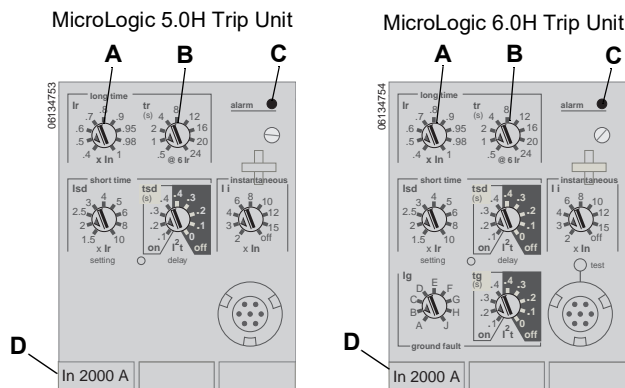 MicroLogic 5.0H Trip Unit
A
B
C
06134753
long time
Ir
.4
.5
.6
.7
.8
.9
.95
.98
1
x In
tr
(s)
.5
1
2
4
8
12
16
20
24
@ 6 Ir
alarm
short time
Isd
1.5
2
2.5
3
4
5
6
8
10
x Ir
setting
tsd
(s)
.1
.2
.3
.4
.4
.3
.2
.1
0
on
I²t
off
delay
instantaneous
Ii
2
3
4
6
8
10
12
15
off
x In
D
In 2000 A
MicroLogic 6.0H Trip Unit
A
B
C
06134754
long time
Ir
.4
.5
.6
.7
.8
.9
.95
.98
1
x In
tr
(s)
.5
1
2
4
8
12
16
20
24
@ 6 Ir
alarm
short time
Isd
1.5
2
2.5
3
4
5
6
8
10
x Ir
setting
tsd
(s)
.1
.2
.3
.4
.4
.3
.2
.1
0
on
I²t
off
delay
instantaneous
Ii
2
3
4
6
8
10
12
15
off
x In
test
Ig
A
B
C
D
E
F
G
H
J
tg
(s)
.1
.2
.3
.4
.4
.3
.2
.1
0
on
I²t
off
ground fault
D
In 2000 A